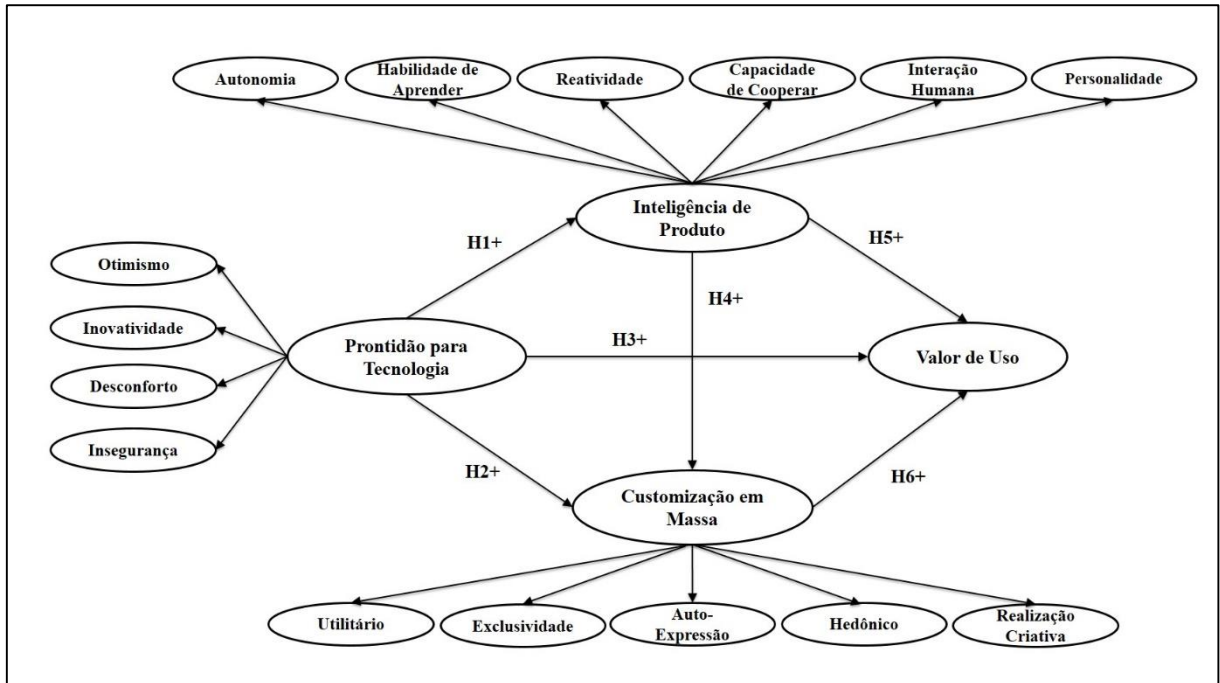 Autonomia
Habilidade de
Aprender
Reatividade
Capacidade
de Cooperar
Interação
Humana
Personalidade
Inteligência de
Produto
H1+
H5+
Otimismo
H4+
Inovatividade
H3+
Prontidão para
Tecnologia
Valor de Uso
Desconforto
Insegurança
H2+
H6+
Customização em
Massa
Utilitário
Exclusividade
Auto-
Expressão
Hedônico
Realização
Criativa